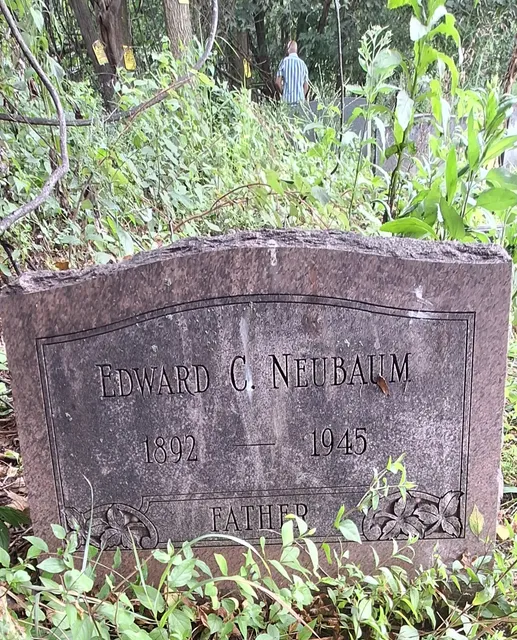 EDWARD C. NEUBAUM
1892 — 1945
FATHER